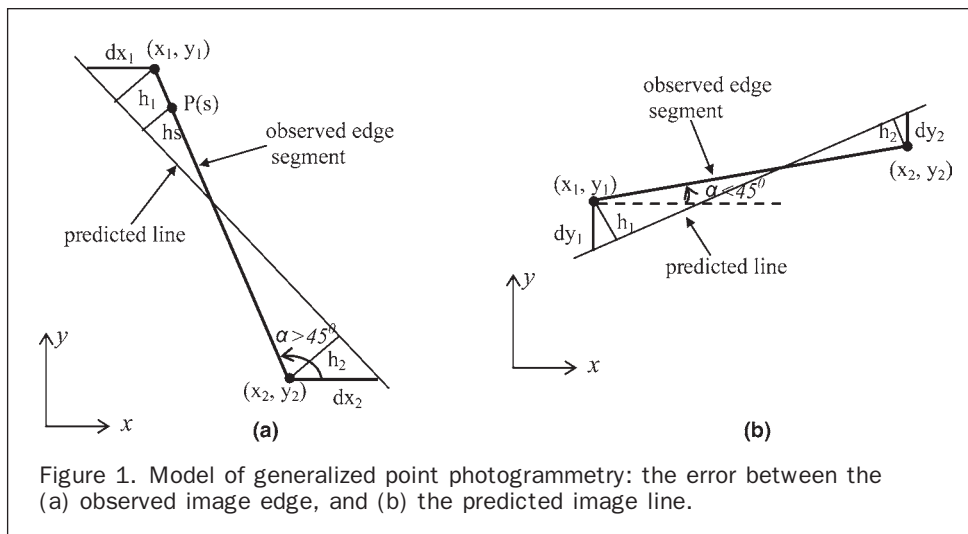 dx₁ (x₁, y₁)
h₁ P(s)
hs
observed edge
segment
predicted line
α>45⁰
h₂
(x₂, y₂) dx₂
y
x
(a)
observed edge
segment
h₂ dy₂
(x₂, y₂)
(x₁, y₁)
α<45⁰
dy₁ h₁
predicted line
y
x
(b)
Figure 1. Model of generalized point photogrammetry: the error between the
(a) observed image edge, and (b) the predicted image line.